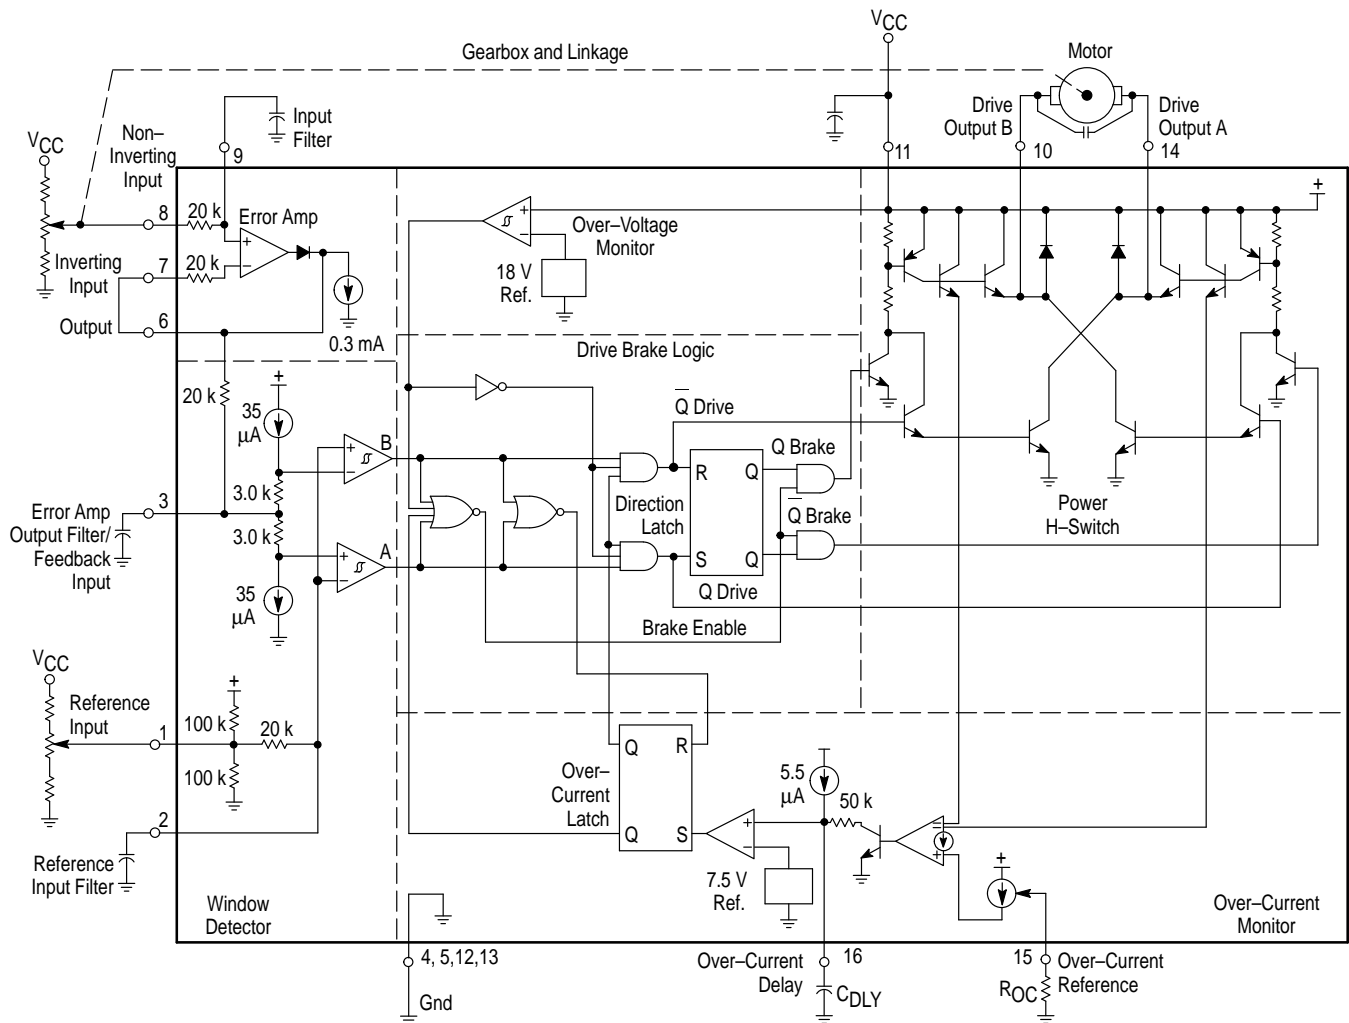 VCC
Gearbox and Linkage
Motor
Drive
Output B
Drive
Output A
Input
Filter
Non–
Inverting
Input
VCC
9
11
10
14
+
8
20 k
Error Amp
+
–
Inverting
Input
7
20 k
Output
6
0.3 mA
+
–
Over–Voltage
Monitor
18 V
Ref.
Drive Brake Logic
20 k
+
35
µA
B
+
–
3.0 k
3.0 k
3
Error Amp
Output Filter/
Feedback
Input
A
+
–
35
µA
Q Drive
Q Brake
R
Q
Direction
Latch
Q Brake
S
Q
Q Drive
Brake Enable
Power
H–Switch
VCC
Reference
Input
1
+
100 k
20 k
100 k
2
Reference
Input Filter
Window
Detector
Q
R
Over–
Current
Latch
Q
S
+
–
7.5 V
Ref.
5.5
µA
50 k
=
+
+
Over–Current
Monitor
4, 5,12,13
Gnd
Over–Current
Delay
16
CDLY
15
Over–Current
Reference
ROC